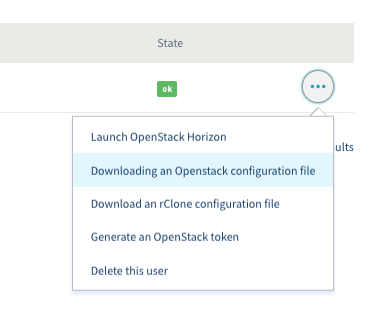 State
ok
Launch OpenStack Horizon
ults
Downloading an Openstack configuration file
Download an rClone configuration file
Generate an OpenStack token
Delete this user